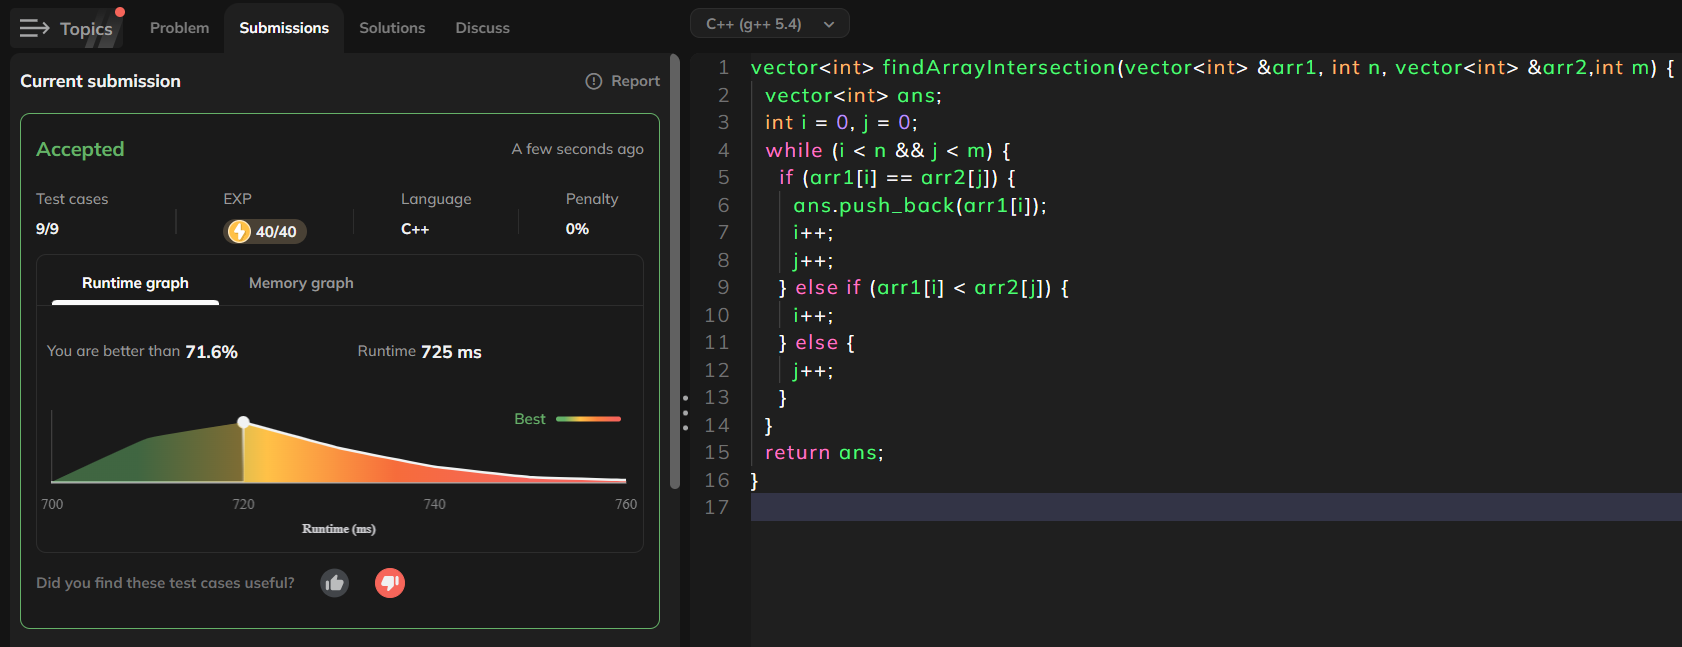 Topics Problem Submissions Solutions Discuss
Current submission Report
Accepted A few seconds ago
Test cases EXP Language Penalty
9/9 40/40 C++ 0%
Runtime graph Memory graph
You are better than 71.6% Runtime 725 ms
Best
700 720 740 760
Runtime (ms)
Did you find these test cases useful?
C++ (g++ 5.4)
1 vector<int> findArrayIntersection(vector<int> &arr1, int n, vector<int> &arr2,int m) {
2 vector<int> ans;
3 int i = 0, j = 0;
4 while (i < n && j < m) {
5 if (arr1[i] == arr2[j]) {
6 ans.push_back(arr1[i]);
7 i++;
8 j++;
9 } else if (arr1[i] < arr2[j]) {
10 i++;
11 } else {
12 j++;
13 }
14 }
15 return ans;
16 }
17